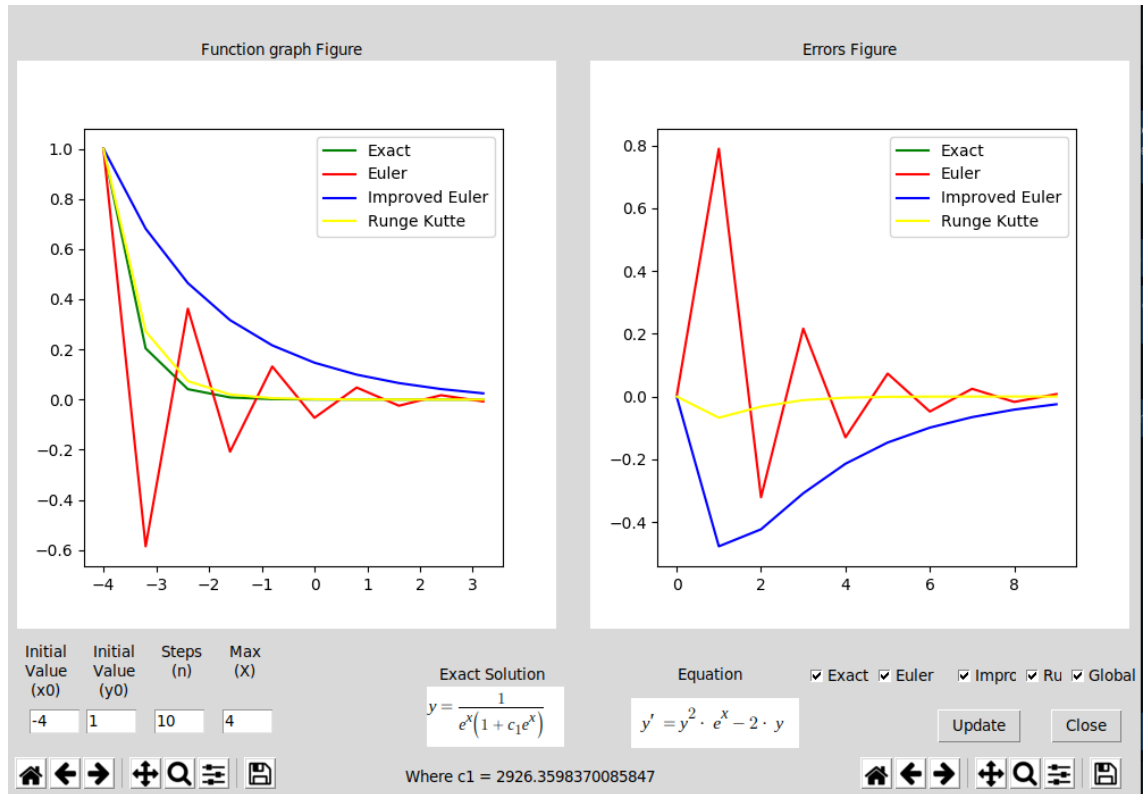 Function graph Figure
Exact
Euler
Improved Euler
Runge Kutte
1.0
0.8
0.6
0.4
0.2
0.0
−0.2
−0.4
−0.6
−4 −3 −2 −1 0 1 2 3
Errors Figure
Exact
Euler
Improved Euler
Runge Kutte
0.8
0.6
0.4
0.2
0.0
−0.2
−0.4
0 2 4 6 8
Initial Value (x0)
Initial Value (y0)
Steps (n)
Max (X)
-4 1 10 4
Exact Solution
y = 1 / e^x(1 + c₁e^x)
Equation
y′ = y² · e^x − 2 · y
Exact Euler Imprc Ru Global
Update Close
Where c1 = 2926.3598370085847